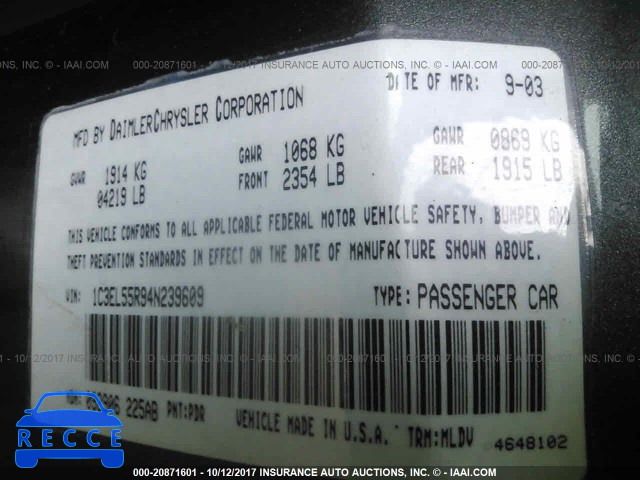 000-20871601 - 10/12/2017 INSURANCE AUTO AUCTIONS, INC. - IAAI.COM
DATE OF MFR: 9-03
MFD BY DAIMLERCHRYSLER CORPORATION
GVWR 1914 KG GAWR 1068 KG GAWR 0869 KG
04219 LB FRONT 2354 LB REAR 1915 LB
THIS VEHICLE CONFORMS TO ALL APPLICABLE FEDERAL MOTOR VEHICLE SAFETY, BUMPER AND
THEFT PREVENTION STANDARDS IN EFFECT ON THE DATE OF MANUFACTURE SHOWN ABOVE.
VIN: 1C3EL55R94N239609 TYPE: PASSENGER CAR
225AB PNT:PDR VEHICLE MADE IN U.S.A. TRM:MLDV 4648102
RECCE
000-20871601 - 10/12/2017 INSURANCE AUTO AUCTIONS, INC. - IAAI.COM